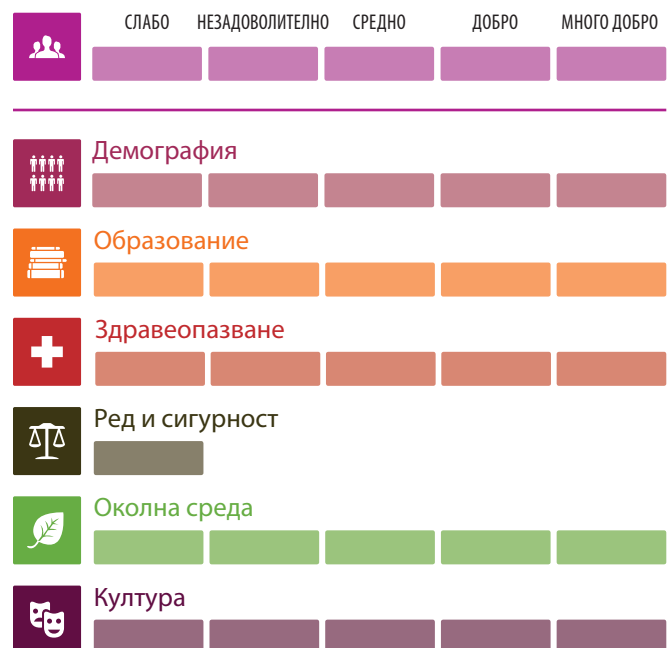 СЛАБО НЕЗАДОВОЛИТЕЛНО СРЕДНО ДОБРО МНОГО ДОБРО
Демография
Образование
Здравеопазване
Ред и сигурност
Околна среда
Култура